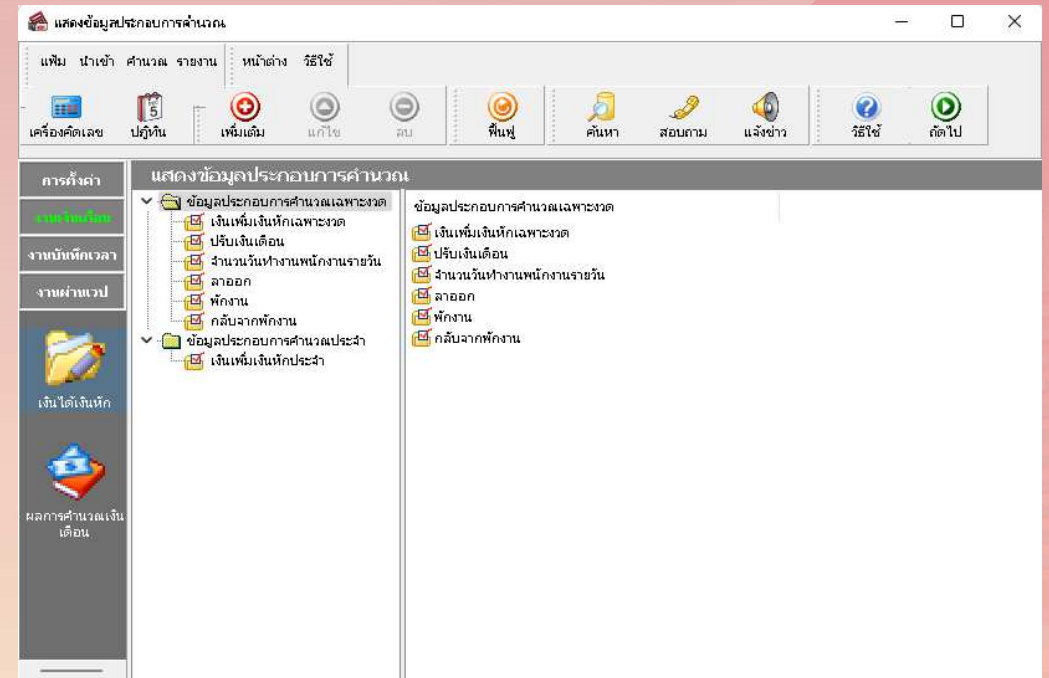 แสดงข้อมูลประกอบการคำนวณ
แฟ้ม นำเข้า คำนวณ รายงาน หน้าต่าง วิธีใช้
เครื่องคิดเลข ปฏิทิน เพิ่มเติม แก้ไข ลบ ฟื้นฟู ค้นหา สอบถาม แจ้งข่าว วิธีใช้ ถัดไป
การตั้งค่า
งานเงินเดือน
งานบันทึกเวลา
งานผ่านเวป
เงินได้เงินหัก
ผลการคำนวณเงิน
เดือน
แสดงข้อมูลประกอบการคำนวณ
ข้อมูลประกอบการคำนวณเฉพาะงวด
เงินเพิ่มเงินหักเฉพาะงวด
ปรับเงินเดือน
จำนวนวันทำงานพนักงานรายวัน
ลาออก
พักงาน
กลับจากพักงาน
ข้อมูลประกอบการคำนวณประจำ
เงินเพิ่มเงินหักประจำ
ข้อมูลประกอบการคำนวณเฉพาะงวด
เงินเพิ่มเงินหักเฉพาะงวด
ปรับเงินเดือน
จำนวนวันทำงานพนักงานรายวัน
ลาออก
พักงาน
กลับจากพักงาน